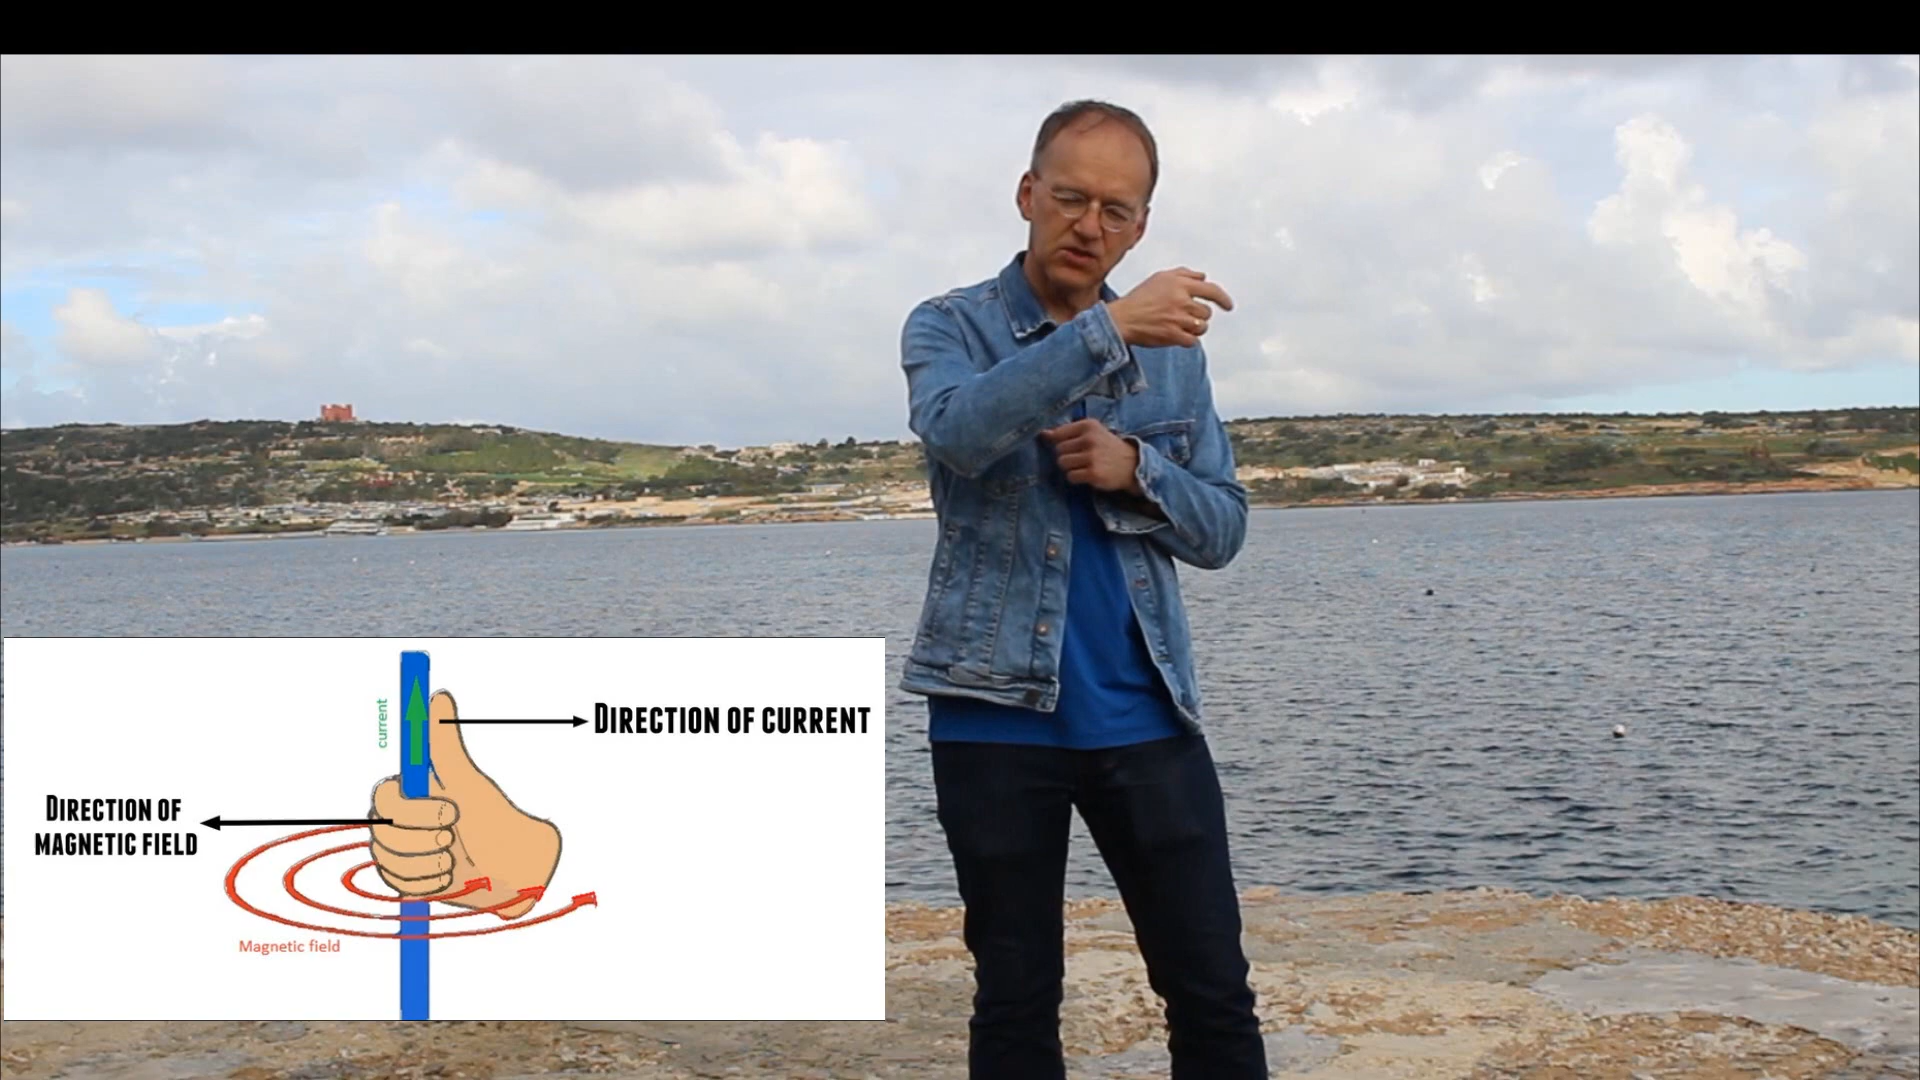 current
DIRECTION OF CURRENT
DIRECTION OF
MAGNETIC FIELD
Magnetic field